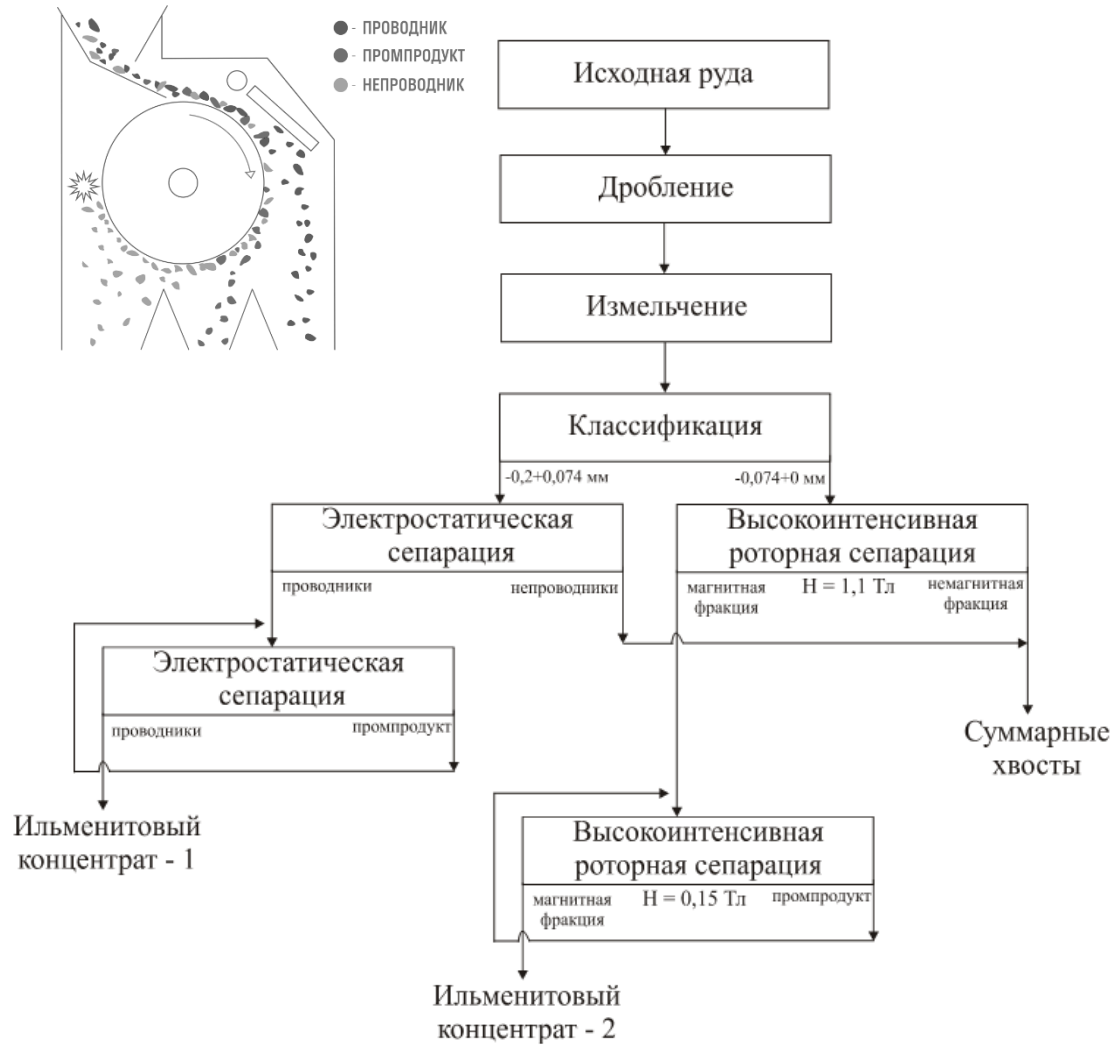 - ПРОВОДНИК
- ПРОМПРОДУКТ
- НЕПРОВОДНИК
Исходная руда
Дробление
Измельчение
Классификация
-0,2+0,074 мм
-0,074+0 мм
Электростатическая
сепарация
проводники
непроводники
Высокоинтенсивная
роторная сепарация
магнитная
фракция
H = 1,1 Тл
немагнитная
фракция
Электростатическая
сепарация
проводники
промпродукт
Суммарные
хвосты
Ильменитовый
концентрат - 1
Высокоинтенсивная
роторная сепарация
магнитная
фракция
H = 0,15 Тл
промпродукт
Ильменитовый
концентрат - 2